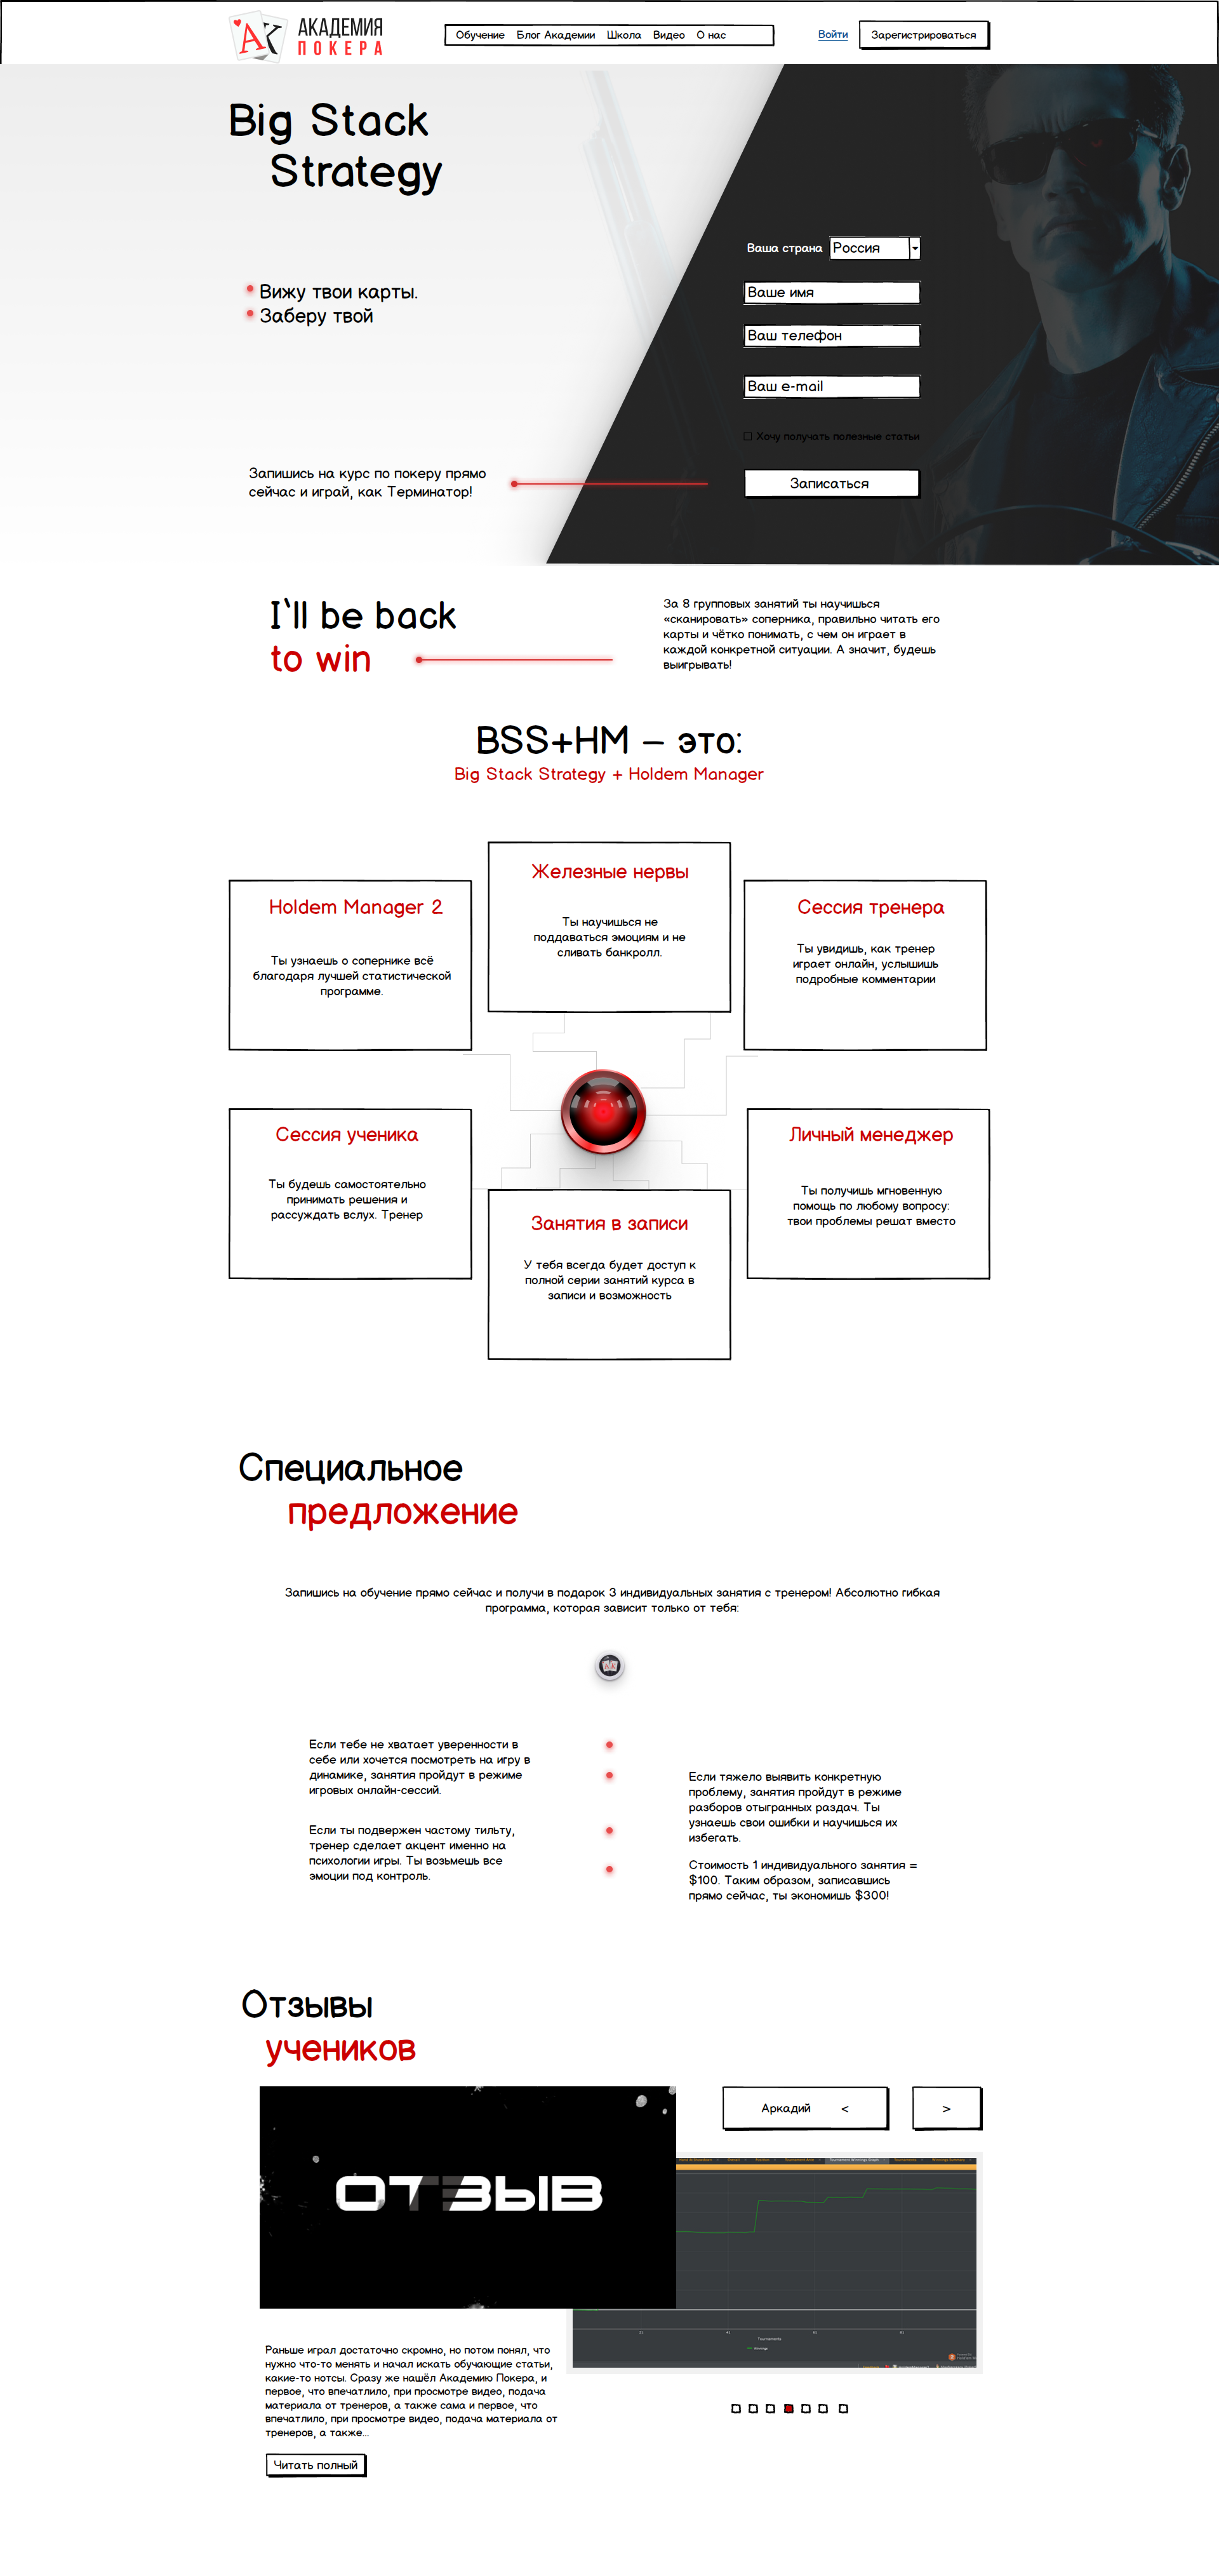 АКАДЕМИЯ
ПОКЕРА
Обучение Блог Академии Школа Видео О нас
Войти
Зарегистрироваться
Big Stack
Strategy
Вижу твои карты.
Заберу твой
Ваша страна Россия
Ваше имя
Ваш телефон
Ваш e-mail
Хочу получать полезные статьи
Записаться
Запишись на курс по покеру прямо
сейчас и играй, как Терминатор!
I`ll be back
to win
За 8 групповых занятий ты научишься
«сканировать» соперника, правильно читать его
карты и чётко понимать, с чем он играет в
каждой конкретной ситуации. А значит, будешь
выигрывать!
BSS+HM – это:
Big Stack Strategy + Holdem Manager
Holdem Manager 2
Ты узнаешь о сопернике всё
благодаря лучшей статистической
программе.
Железные нервы
Ты научишься не
поддаваться эмоциям и не
сливать банкролл.
Сессия тренера
Ты увидишь, как тренер
играет онлайн, услышишь
подробные комментарии
Сессия ученика
Ты будешь самостоятельно
принимать решения и
рассуждать вслух. Тренер
Занятия в записи
У тебя всегда будет доступ к
полной серии занятий курса в
записи и возможность
Личный менеджер
Ты получишь мгновенную
помощь по любому вопросу:
твои проблемы решат вместо
Специальное
предложение
Запишись на обучение прямо сейчас и получи в подарок 3 индивидуальных занятия с тренером! Абсолютно гибкая
программа, которая зависит только от тебя:
Если тебе не хватает уверенности в
себе или хочется посмотреть на игру в
динамике, занятия пройдут в режиме
игровых онлайн-сессий.
Если тяжело выявить конкретную
проблему, занятия пройдут в режиме
разборов отыгранных раздач. Ты
узнаешь свои ошибки и научишься их
избегать.
Если ты подвержен частому тильту,
тренер сделает акцент именно на
психологии игры. Ты возьмешь все
эмоции под контроль.
Стоимость 1 индивидуального занятия =
$100. Таким образом, записавшись
прямо сейчас, ты экономишь $300!
Отзывы
учеников
Аркадий <
>
ОТЗЫВ
Tournaments
Раньше играл достаточно скромно, но потом понял, что
нужно что-то менять и начал искать обучающие статьи,
какие-то нотсы. Сразу же нашёл Академию Покера, и
первое, что впечатлило, при просмотре видео, подача
материала от тренеров, а также сама и первое, что
впечатлило, при просмотре видео, подача материала от
тренеров, а также...
Читать полный